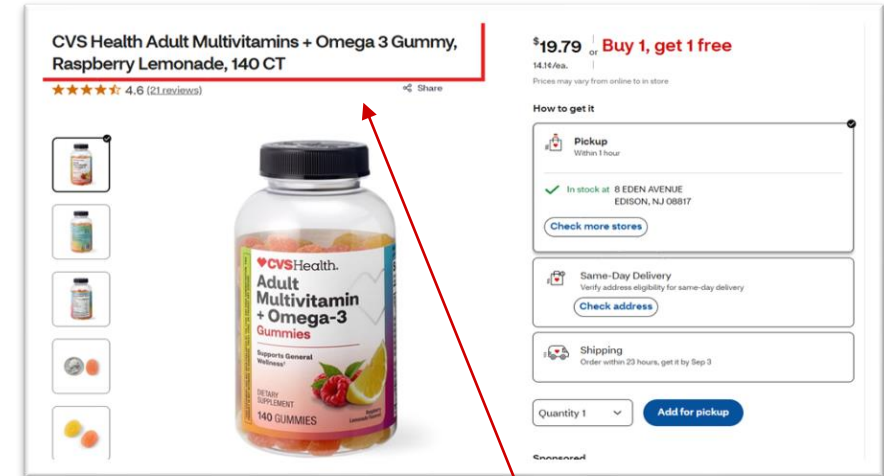 CVS Health Adult Multivitamins + Omega 3 Gummy,
Raspberry Lemonade, 140 CT
4.6 (21 reviews)
Share
♥CVSHealth.
Adult
Multivitamin
+ Omega-3
Gummies
Supports General
Wellness†
DIETARY
SUPPLEMENT
140 GUMMIES
$19.79 or Buy 1, get 1 free
14.1¢/ea.
Prices may vary from online to in store
How to get it
Pickup
Within 1 hour
In stock at 8 EDEN AVENUE
EDISON, NJ 08817
Check more stores
Same-Day Delivery
Verify address eligibility for same-day delivery
Check address
Shipping
Order within 23 hours, get it by Sep 3
Quantity 1
Add for pickup
Sponsored